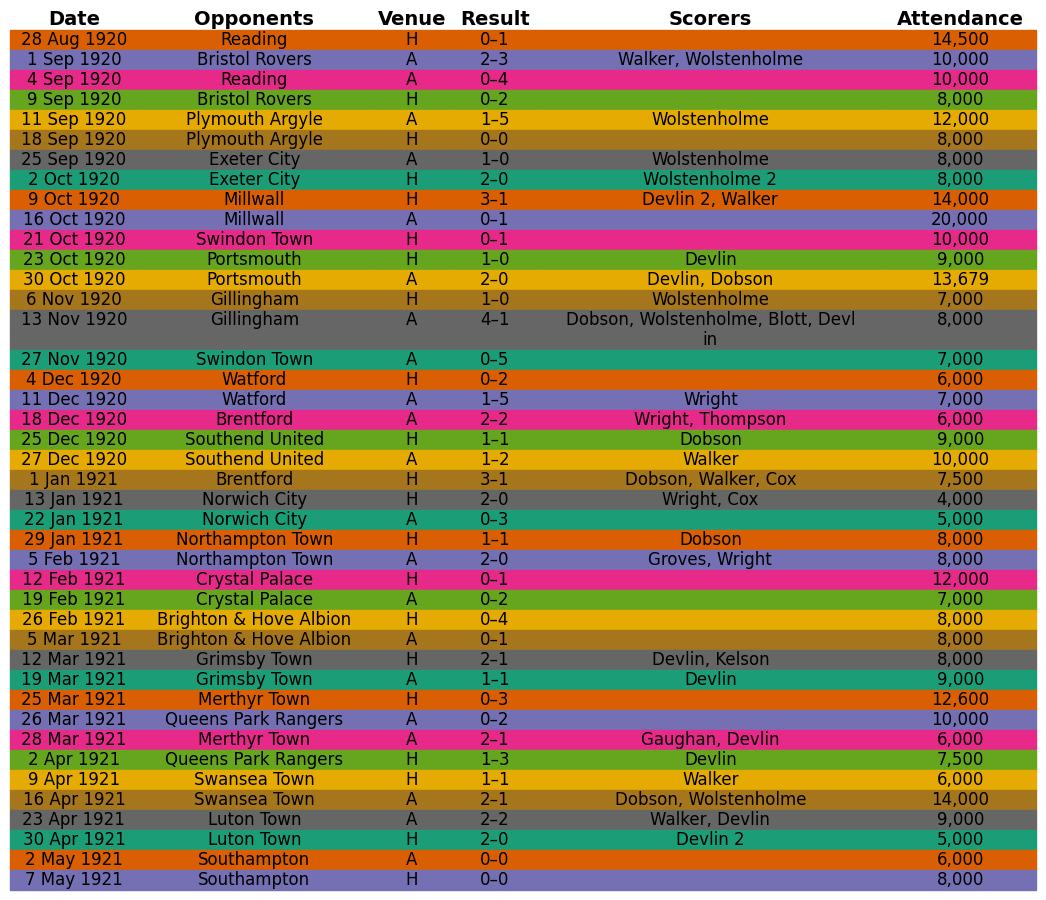 Date Opponents Venue Result Scorers Attendance
28 Aug 1920 Reading H 0–1 14,500
1 Sep 1920 Bristol Rovers A 2–3 Walker, Wolstenholme 10,000
4 Sep 1920 Reading A 0–4 10,000
9 Sep 1920 Bristol Rovers H 0–2 8,000
11 Sep 1920 Plymouth Argyle A 1–5 Wolstenholme 12,000
18 Sep 1920 Plymouth Argyle H 0–0 8,000
25 Sep 1920 Exeter City A 1–0 Wolstenholme 8,000
2 Oct 1920 Exeter City H 2–0 Wolstenholme 2 8,000
9 Oct 1920 Millwall H 3–1 Devlin 2, Walker 14,000
16 Oct 1920 Millwall A 0–1 20,000
21 Oct 1920 Swindon Town H 0–1 10,000
23 Oct 1920 Portsmouth H 1–0 Devlin 9,000
30 Oct 1920 Portsmouth A 2–0 Devlin, Dobson 13,679
6 Nov 1920 Gillingham H 1–0 Wolstenholme 7,000
13 Nov 1920 Gillingham A 4–1 Dobson, Wolstenholme, Blott, Devl 8,000
in
27 Nov 1920 Swindon Town A 0–5 7,000
4 Dec 1920 Watford H 0–2 6,000
11 Dec 1920 Watford A 1–5 Wright 7,000
18 Dec 1920 Brentford A 2–2 Wright, Thompson 6,000
25 Dec 1920 Southend United H 1–1 Dobson 9,000
27 Dec 1920 Southend United A 1–2 Walker 10,000
1 Jan 1921 Brentford H 3–1 Dobson, Walker, Cox 7,500
13 Jan 1921 Norwich City H 2–0 Wright, Cox 4,000
22 Jan 1921 Norwich City A 0–3 5,000
29 Jan 1921 Northampton Town H 1–1 Dobson 8,000
5 Feb 1921 Northampton Town A 2–0 Groves, Wright 8,000
12 Feb 1921 Crystal Palace H 0–1 12,000
19 Feb 1921 Crystal Palace A 0–2 7,000
26 Feb 1921 Brighton & Hove Albion H 0–4 8,000
5 Mar 1921 Brighton & Hove Albion A 0–1 8,000
12 Mar 1921 Grimsby Town H 2–1 Devlin, Kelson 8,000
19 Mar 1921 Grimsby Town A 1–1 Devlin 9,000
25 Mar 1921 Merthyr Town H 0–3 12,600
26 Mar 1921 Queens Park Rangers A 0–2 10,000
28 Mar 1921 Merthyr Town A 2–1 Gaughan, Devlin 6,000
2 Apr 1921 Queens Park Rangers H 1–3 Devlin 7,500
9 Apr 1921 Swansea Town H 1–1 Walker 6,000
16 Apr 1921 Swansea Town A 2–1 Dobson, Wolstenholme 14,000
23 Apr 1921 Luton Town A 2–2 Walker, Devlin 9,000
30 Apr 1921 Luton Town H 2–0 Devlin 2 5,000
2 May 1921 Southampton A 0–0 6,000
7 May 1921 Southampton H 0–0 8,000